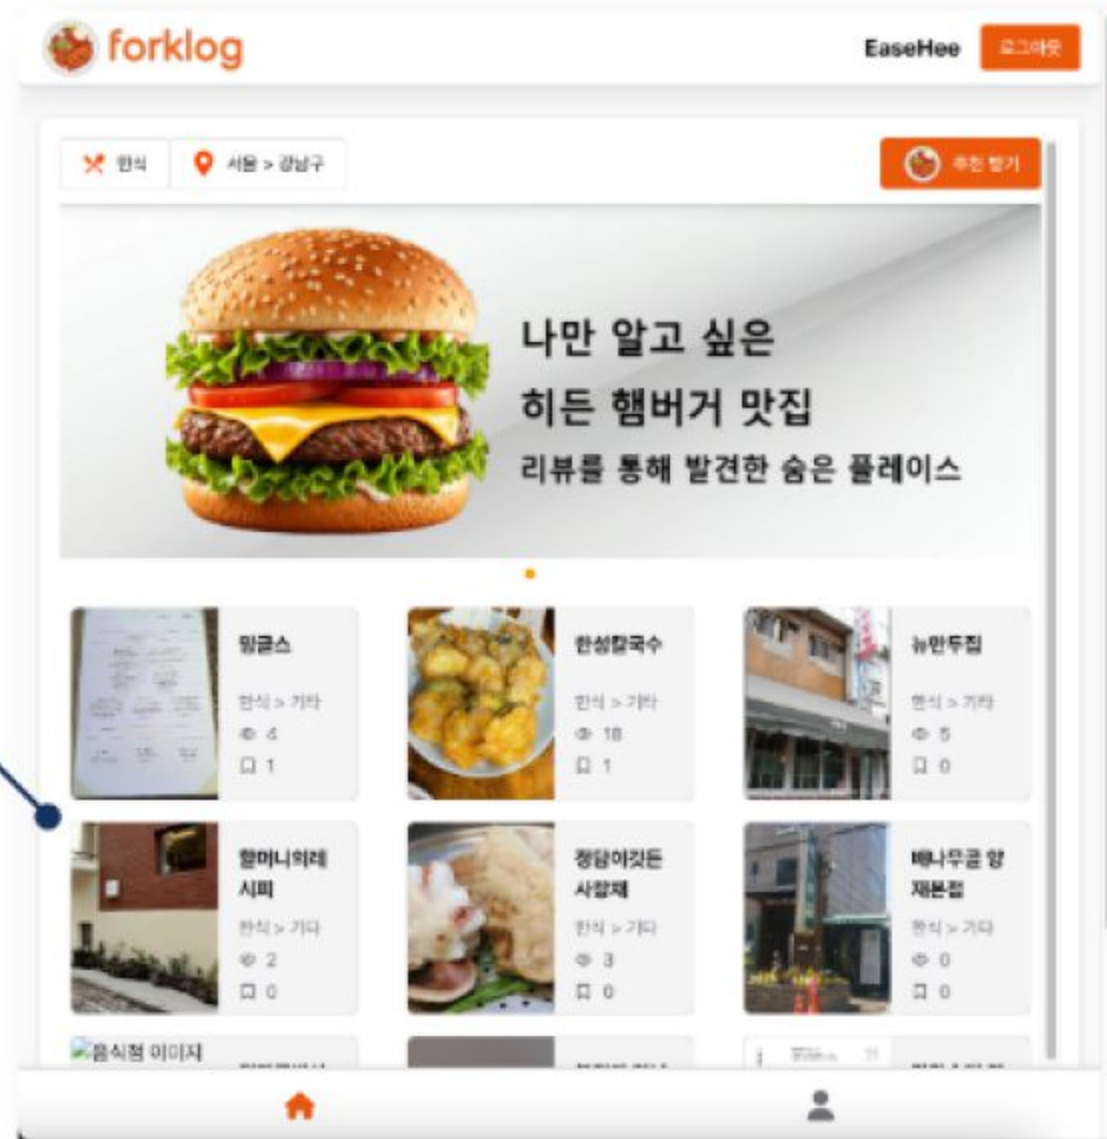 forklog
EaseHee
로그아웃
한식
서울 > 강남구
추천 받기
나만 알고 싶은
히든 햄버거 맛집
리뷰를 통해 발견한 숨은 플레이스
밍글스
한식 > 기타
4
1
한성칼국수
한식 > 기타
18
1
뉴만두집
한식 > 기타
5
0
할머니의레
시피
한식 > 기타
2
0
정담이깃든
사랑채
한식 > 기타
3
0
배나무골 양
재본점
한식 > 기타
0
0
음식점 이미지